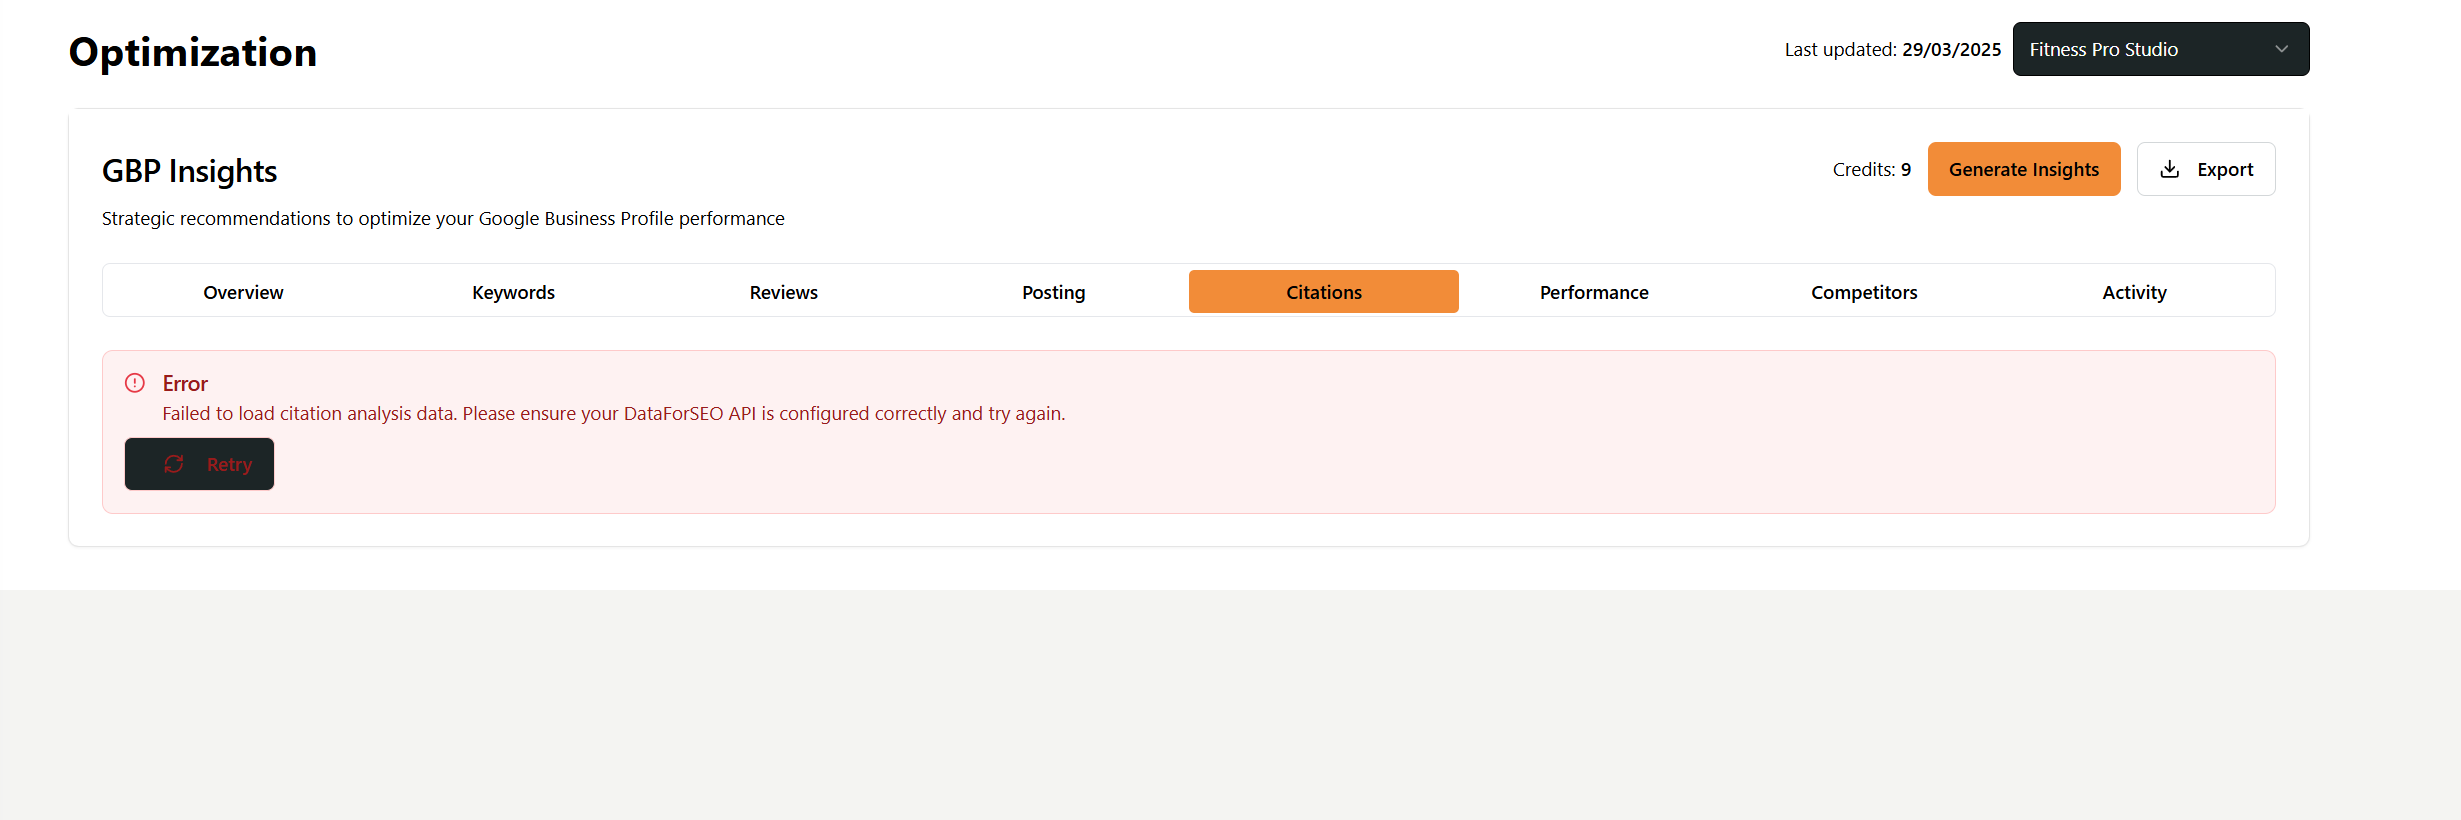 Optimization
Last updated: 29/03/2025
Fitness Pro Studio
GBP Insights
Credits: 9
Generate Insights
Export
Strategic recommendations to optimize your Google Business Profile performance
Overview
Keywords
Reviews
Posting
Citations
Performance
Competitors
Activity
Error
Failed to load citation analysis data. Please ensure your DataForSEO API is configured correctly and try again.
Retry